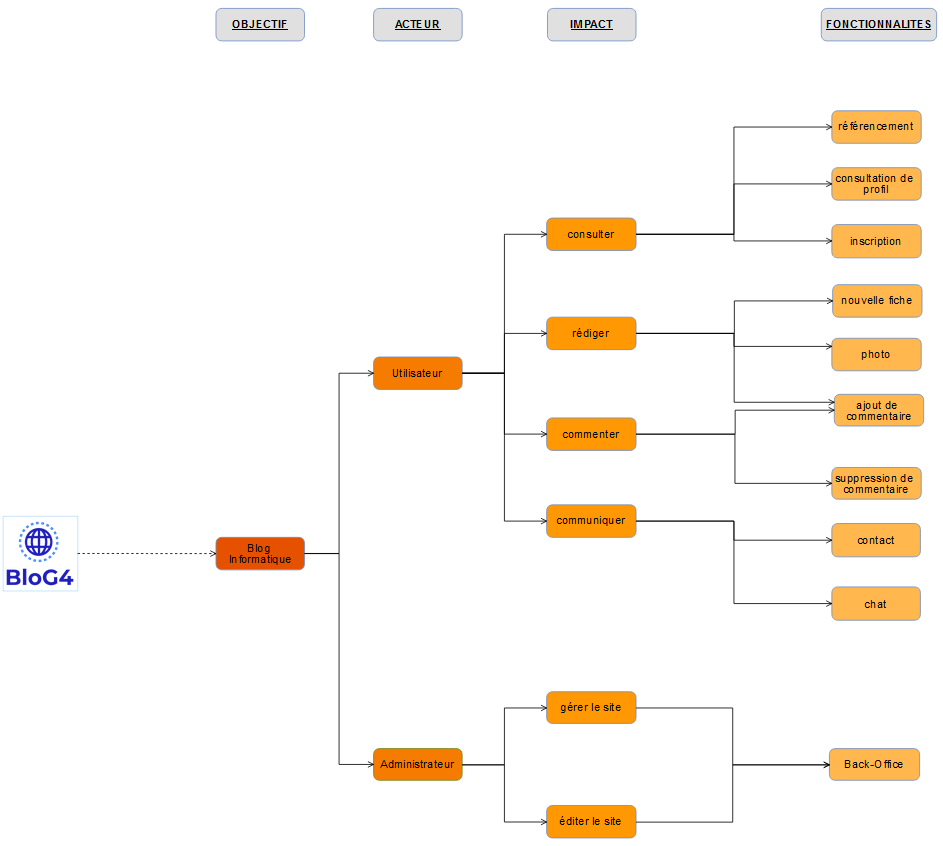 OBJECTIF
ACTEUR
IMPACT
FONCTIONNALITES
référencement
consultation de
profil
consulter
inscription
nouvelle fiche
rédiger
photo
Utilisateur
ajout de
commentaire
commenter
suppression de
commentaire
communiquer
contact
Blog
Informatique
BloG4
chat
gérer le site
Administrateur
Back-Office
éditer le site